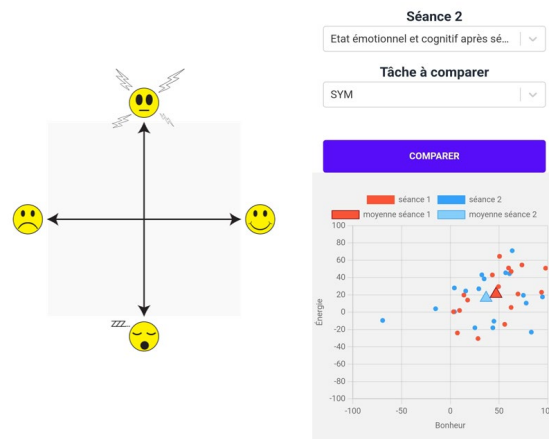 Séance 2
Etat émotionnel et cognitif après sé...
Tâche à comparer
SYM
COMPARER
séance 1
séance 2
moyenne séance 1
moyenne séance 2
100
80
60
40
20
0
-20
-40
-60
-80
-100
Énergie
-100
-50
0
50
100
Bonheur
zzz...